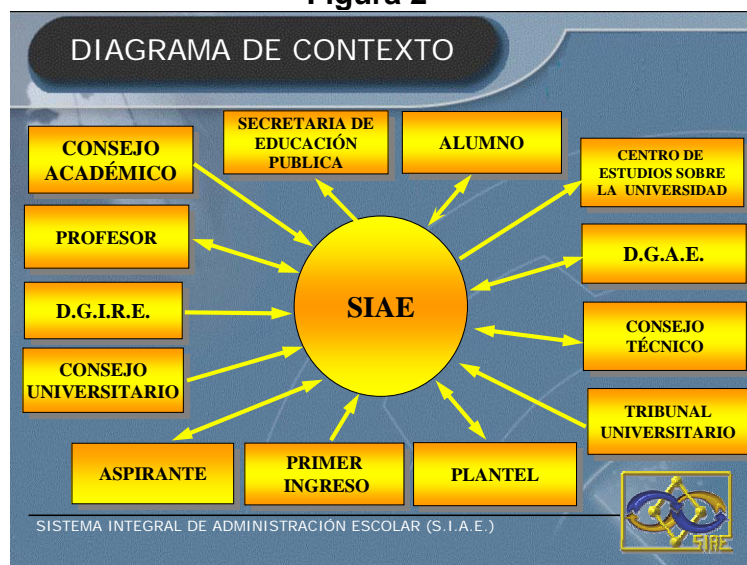 Figura 2
DIAGRAMA DE CONTEXTO
SECRETARIA DE
EDUCACIÓN
PUBLICA
ALUMNO
CONSEJO
ACADÉMICO
CENTRO DE
ESTUDIOS SOBRE
LA UNIVERSIDAD
PROFESOR
D.G.A.E.
D.G.I.R.E.
SIAE
CONSEJO
TÉCNICO
CONSEJO
UNIVERSITARIO
TRIBUNAL
UNIVERSITARIO
ASPIRANTE
PRIMER
INGRESO
PLANTEL
SISTEMA INTEGRAL DE ADMINISTRACIÓN ESCOLAR (S.I.A.E.)